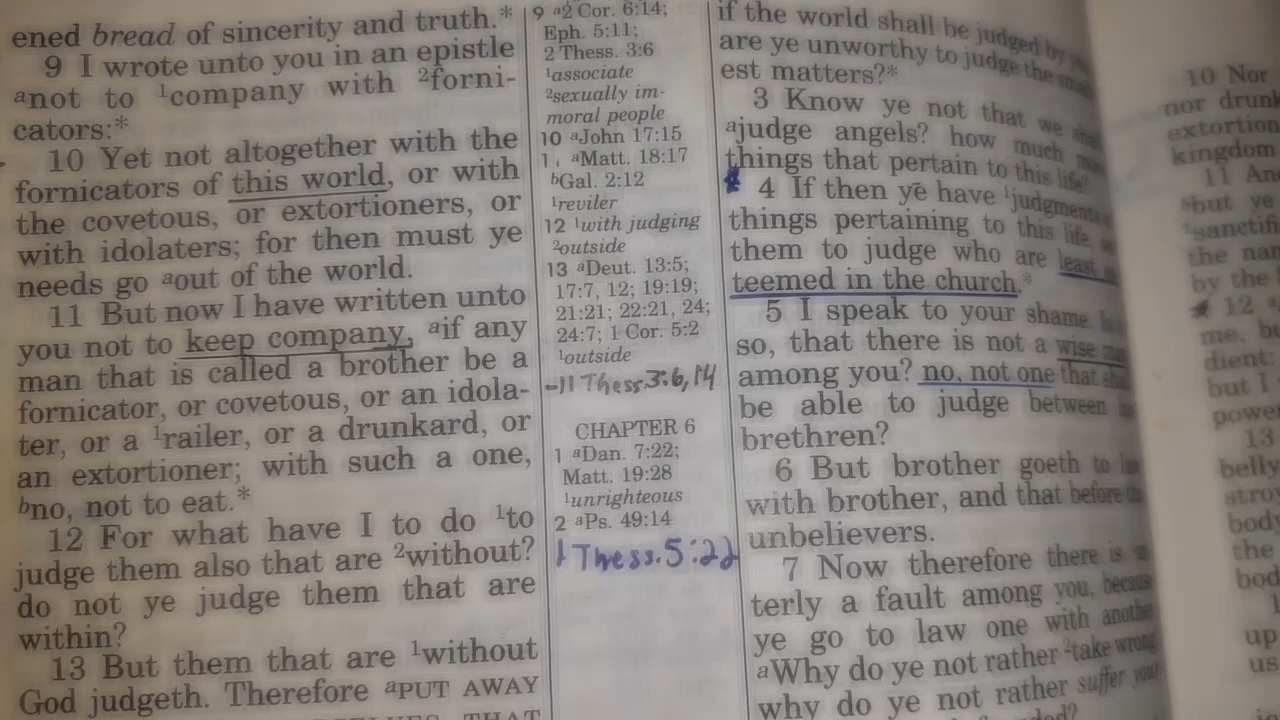 ened bread of sincerity and truth.*
9 I wrote unto you in an epistle
ᵃnot to ¹company with ²forni-
cators:*
10 Yet not altogether with the
fornicators of this world, or with
the covetous, or extortioners, or
with idolaters; for then must ye
needs go ᵃout of the world.
11 But now I have written unto
you not to keep company, ᵃif any
man that is called a brother be a
fornicator, or covetous, or an idola-
ter, or a ¹railer, or a drunkard, or
an extortioner; with such a one,
ᵇno, not to eat.*
12 For what have I to do ¹to
judge them also that are ²without?
do not ye judge them that are
within?
13 But them that are ¹without
God judgeth. Therefore ᵃPUT AWAY
9 ᵃ2 Cor. 6:14;
Eph. 5:11;
2 Thess. 3:6
¹associate
²sexually im-
moral people
10 ᵃJohn 17:15
ᵃMatt. 18:17
ᵇGal. 2:12
¹reviler
12 ¹with judging
²outside
13 ᵃDeut. 13:5;
17:7, 12; 19:19;
21:21; 22:21, 24;
24:7; 1 Cor. 5:2
¹outside
-II Thess.3:6,14
CHAPTER 6
1 ᵃDan. 7:22;
Matt. 19:28
¹unrighteous
2 ᵃPs. 49:14
1 Thess.5:22
if the world shall be judged by
are ye unworthy to judge the
est matters?*
3 Know ye not that we
ᵃjudge angels? how much
things that pertain to this life?
4 If then ye have ¹judgments
things pertaining to this life,
them to judge who are least
teemed in the church.*
5 I speak to your shame.
so, that there is not a wise
among you? no, not one that
be able to judge between
brethren?
6 But brother goeth to
with brother, and that before
unbelievers.
7 Now therefore there is
terly a fault among you, because
ye go to law one with another
ᵃWhy do ye not rather ²take wrong
why do ye not rather suffer
10 Nor
nor drunk
extortion
kingdom
11 An
ᵇbut ye
¹sanctifi
the nam
by the
12
me, bu
dient:
but I
power
13
belly
stroy
body
the
bod
up
us